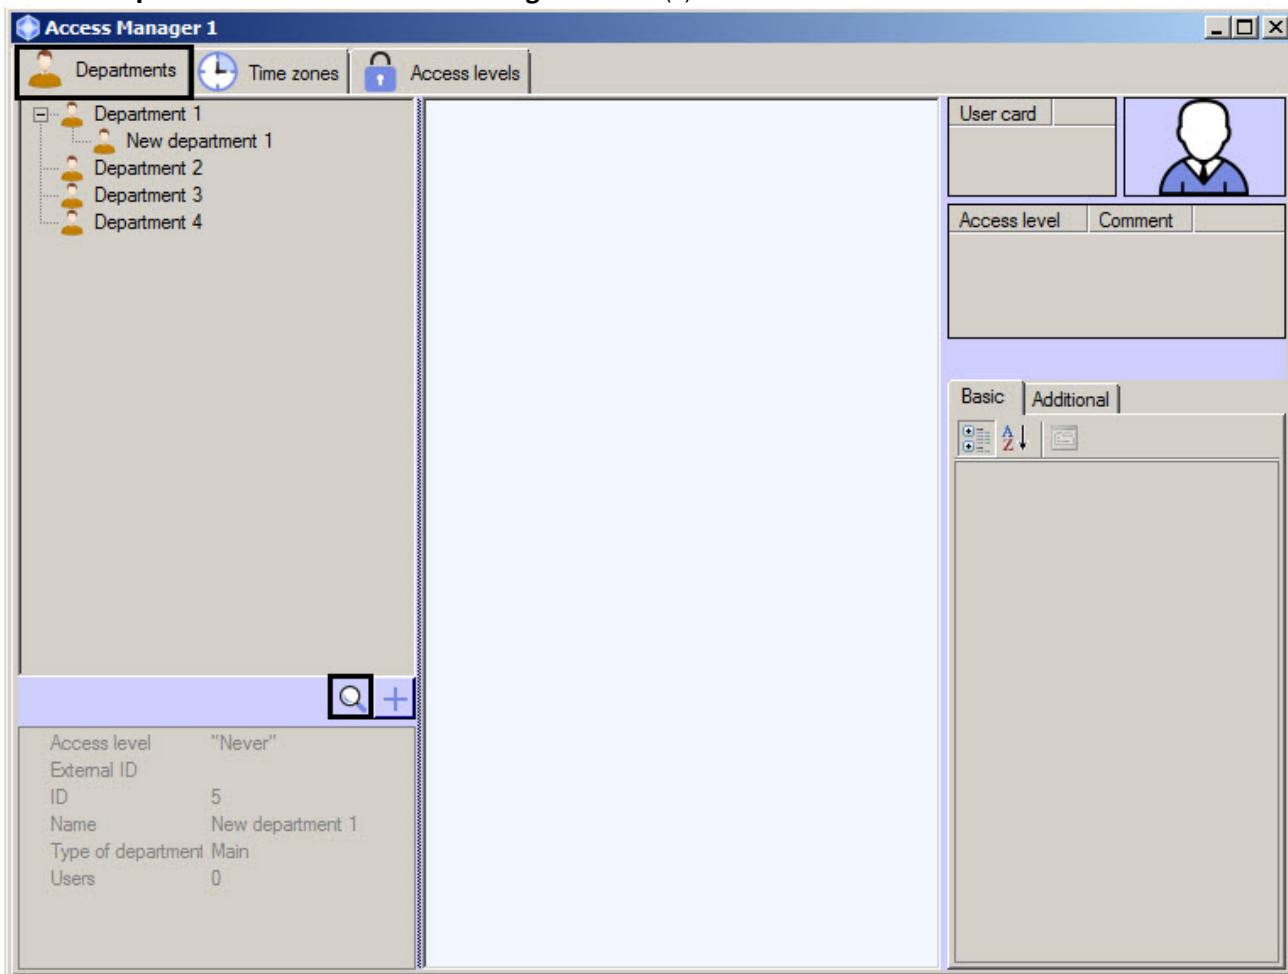 Access Manager 1
Departments Time zones Access levels
Department 1
New department 1
Department 2
Department 3
Department 4
User card
Access level Comment
Basic Additional
Access level "Never"
External ID
ID 5
Name New department 1
Type of department Main
Users 0